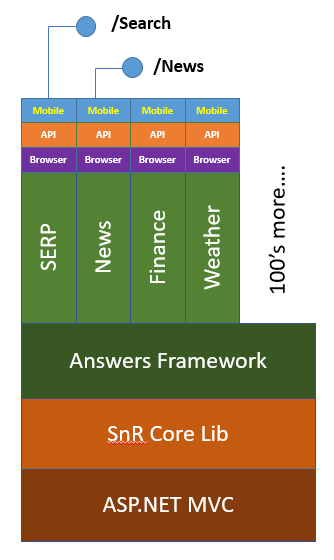 /Search
/News
Mobile Mobile Mobile Mobile
API API API API
Browser Browser Browser Browser
SERP
News
Finance
Weather
100's more....
Answers Framework
SnR Core Lib
ASP.NET MVC